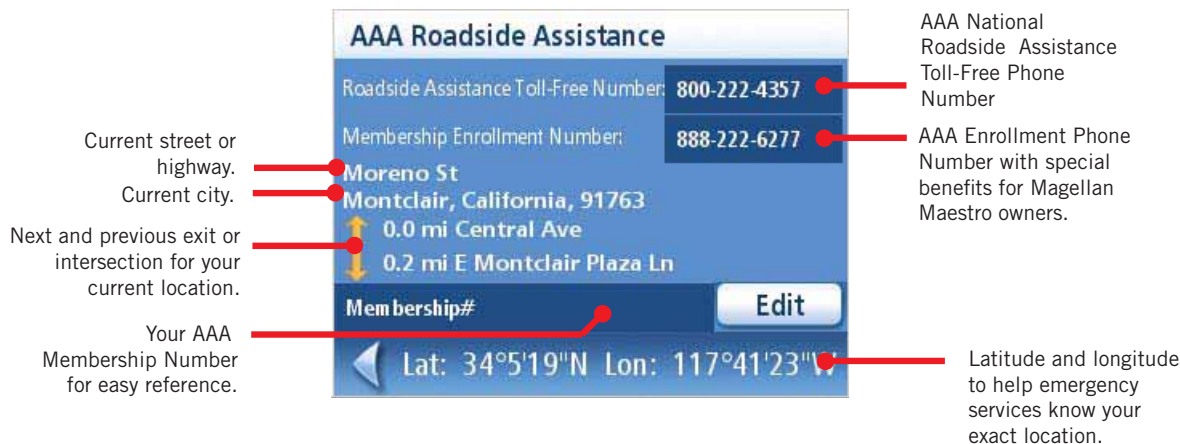 AAA Roadside Assistance
Roadside Assistance Toll-Free Number: 800-222-4357
Membership Enrollment Number: 888-222-6277
Moreno St
Montclair, California, 91763
0.0 mi Central Ave
0.2 mi E Montclair Plaza Ln
Membership# Edit
Lat: 34°5'19"N Lon: 117°41'23"W
Current street or
highway.
Current city.
Next and previous exit or
intersection for your
current location.
Your AAA
Membership Number
for easy reference.
AAA National
Roadside Assistance
Toll-Free Phone
Number
AAA Enrollment Phone
Number with special
benefits for Magellan
Maestro owners.
Latitude and longitude
to help emergency
services know your
exact location.